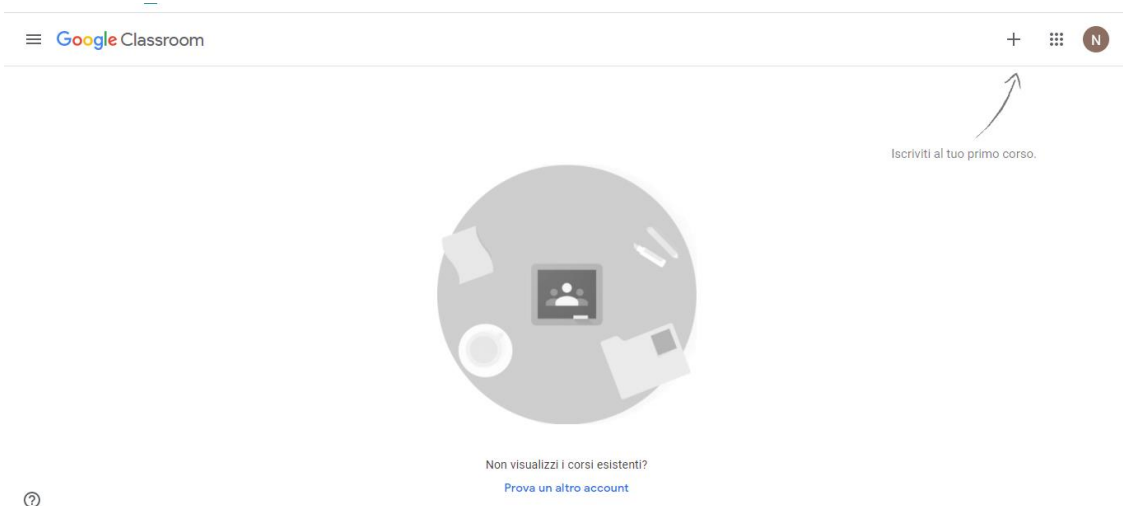 Google Classroom
N
Iscriviti al tuo primo corso.
Non visualizzi i corsi esistenti?
Prova un altro account